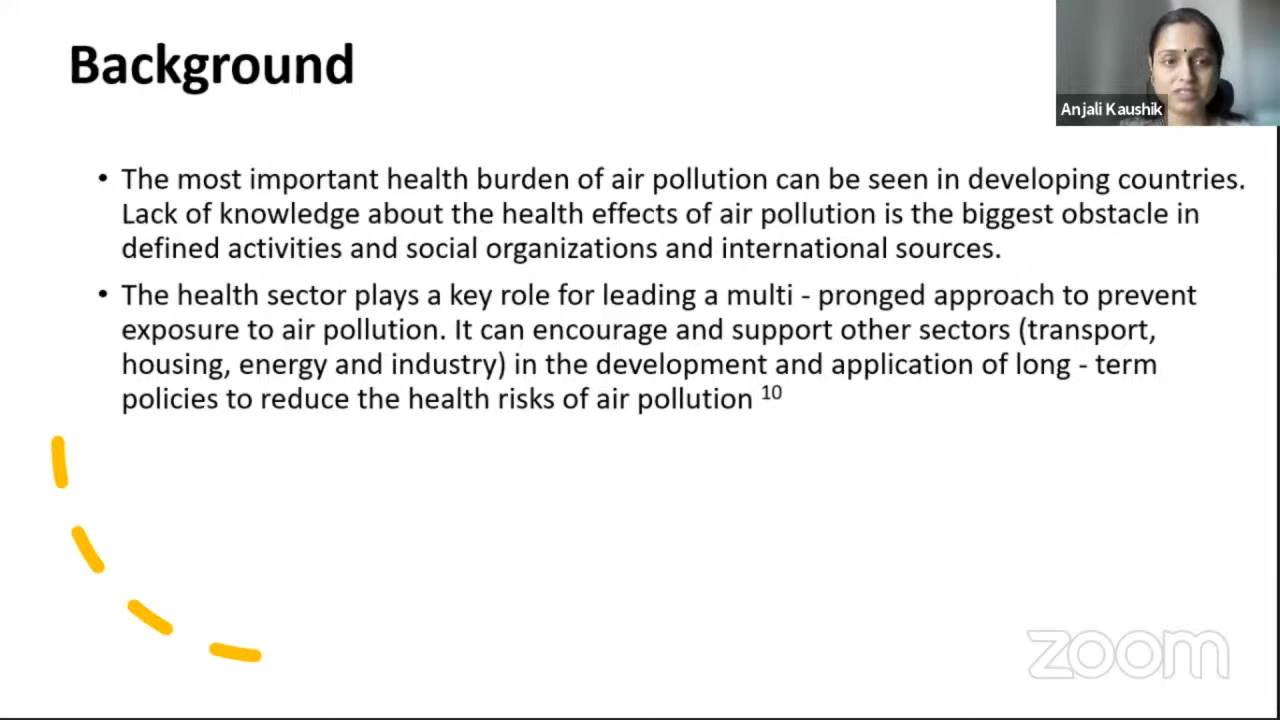 Background
Anjali Kaushik
• The most important health burden of air pollution can be seen in developing countries.
Lack of knowledge about the health effects of air pollution is the biggest obstacle in
defined activities and social organizations and international sources.
• The health sector plays a key role for leading a multi - pronged approach to prevent
exposure to air pollution. It can encourage and support other sectors (transport,
housing, energy and industry) in the development and application of long - term
policies to reduce the health risks of air pollution 10
zoom